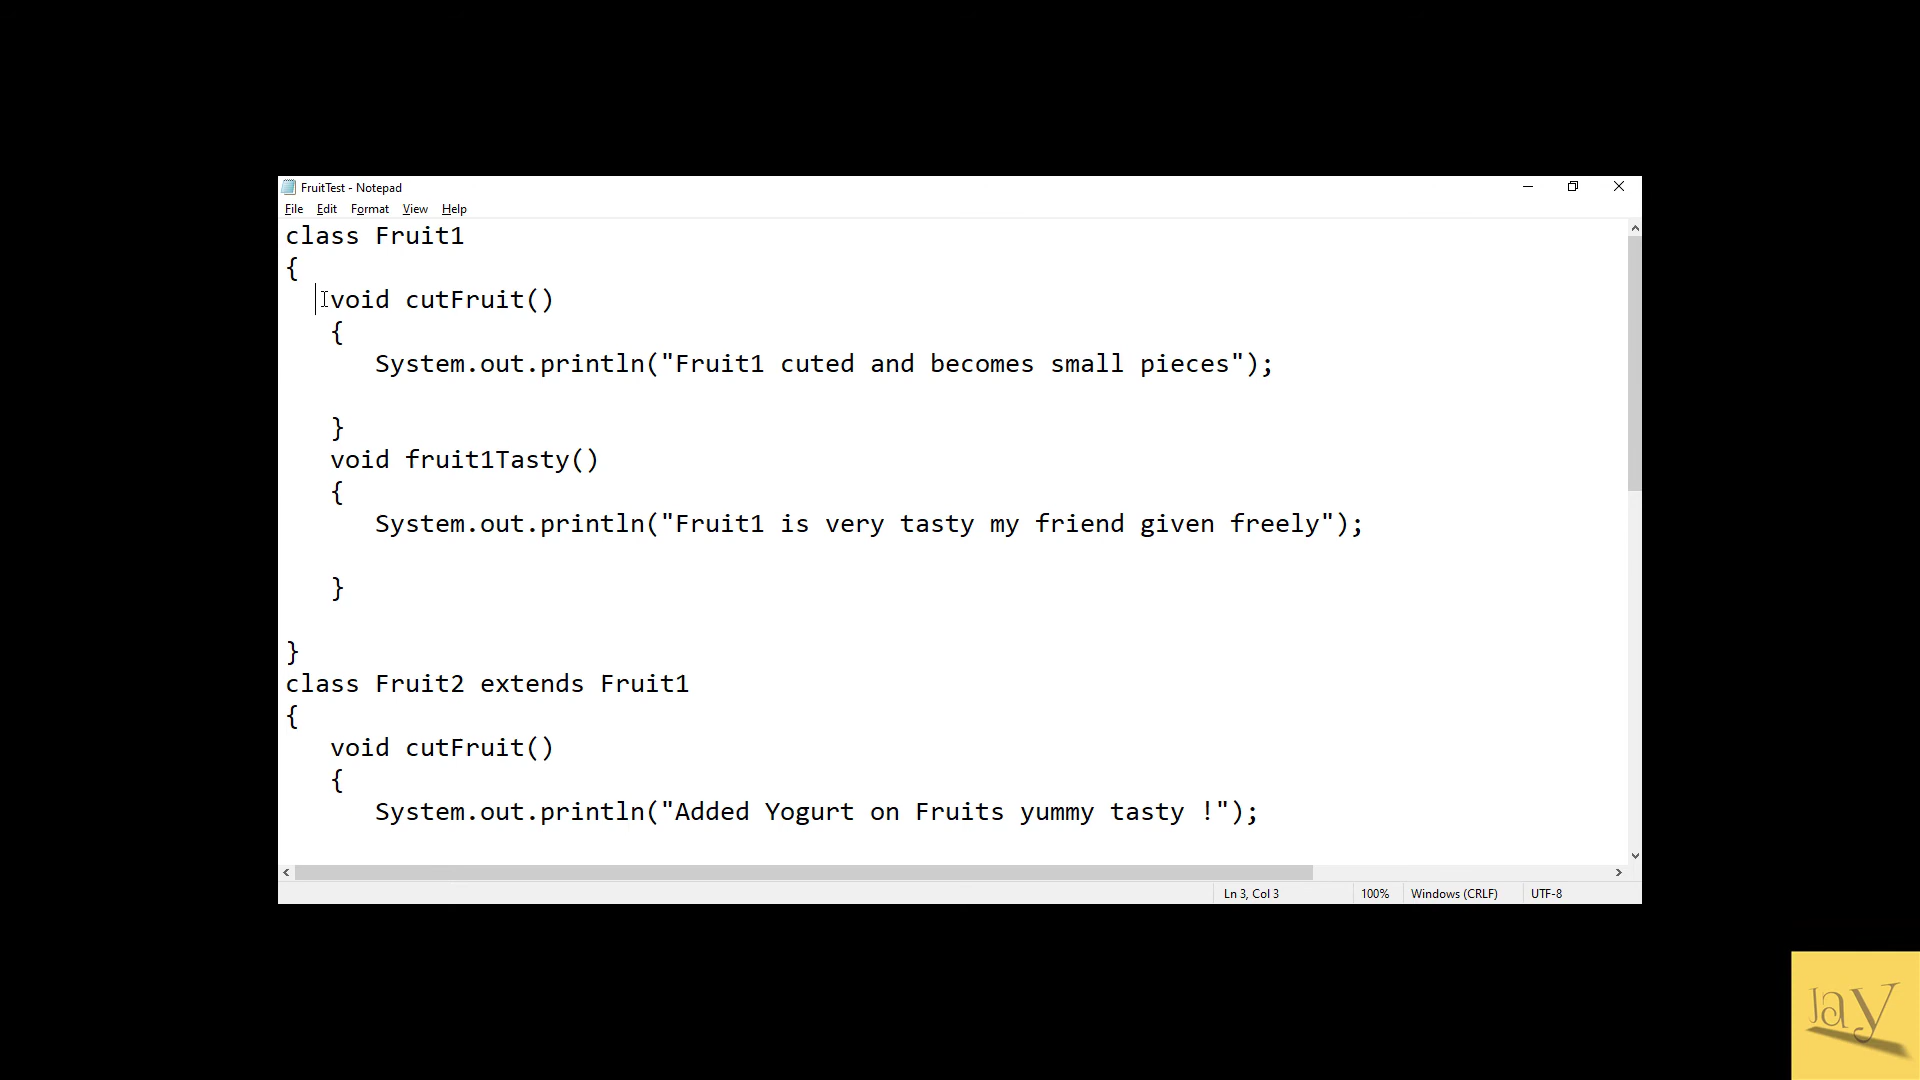 FruitTest - Notepad
File Edit Format View Help
class Fruit1
{
void cutFruit()
{
System.out.println("Fruit1 cuted and becomes small pieces");
}
void fruit1Tasty()
{
System.out.println("Fruit1 is very tasty my friend given freely");
}
}
class Fruit2 extends Fruit1
{
void cutFruit()
{
System.out.println("Added Yogurt on Fruits yummy tasty !");
Ln 3, Col 3 100% Windows (CRLF) UTF-8
Jay